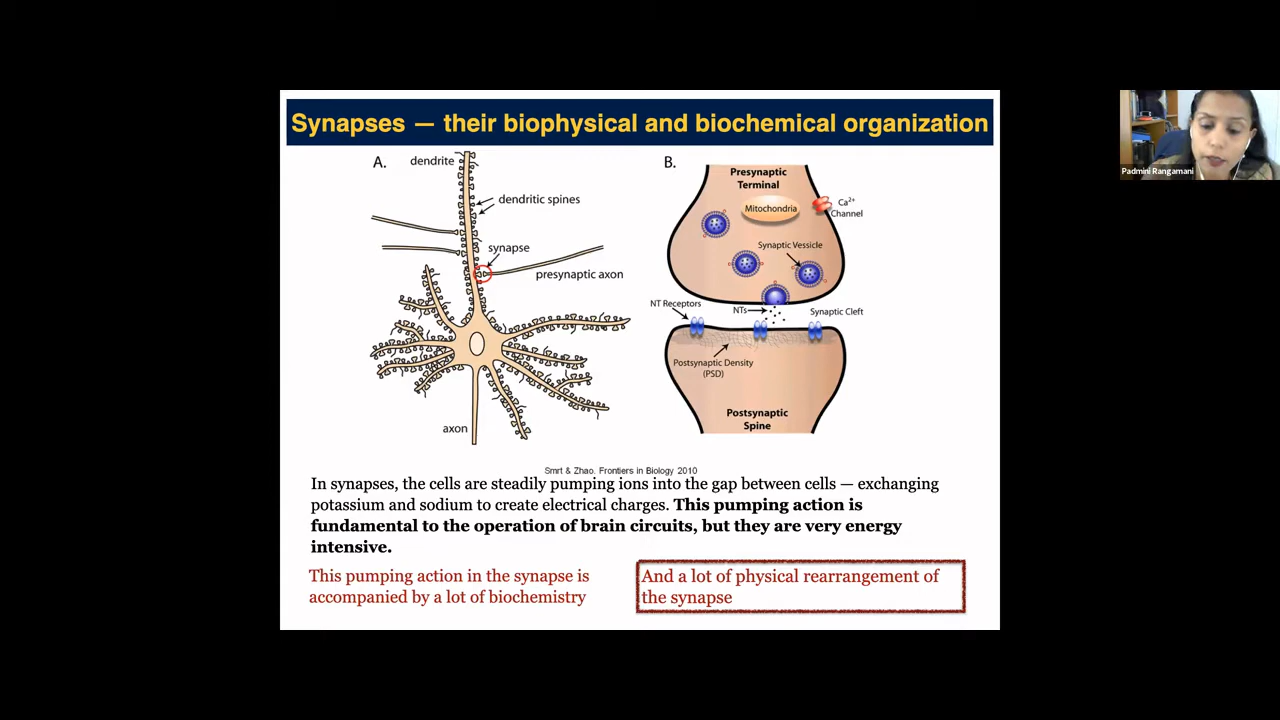 Synapses — their biophysical and biochemical organization
A.
dendrite
dendritic spines
synapse
presynaptic axon
axon
B.
Presynaptic
Terminal
Mitochondria
Ca2+
Channel
Synaptic Vessicle
NT Receptors
NTs
Synaptic Cleft
Postsynaptic Density
(PSD)
Postsynaptic
Spine
Smrt & Zhao. Frontiers in Biology 2010
In synapses, the cells are steadily pumping ions into the gap between cells — exchanging
potassium and sodium to create electrical charges. This pumping action is
fundamental to the operation of brain circuits, but they are very energy
intensive.
This pumping action in the synapse is
accompanied by a lot of biochemistry
And a lot of physical rearrangement of
the synapse
Padmini Rangamani